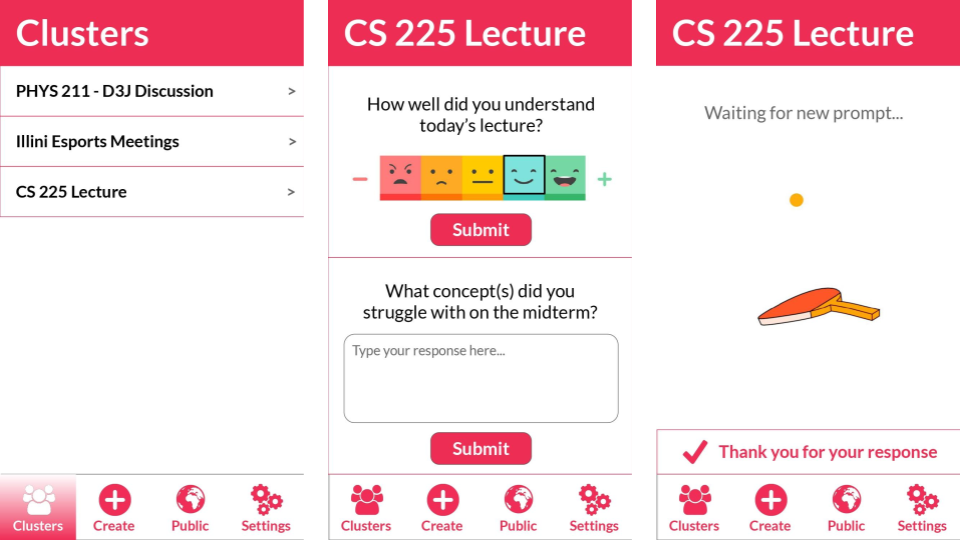 Clusters
PHYS 211 - D3J Discussion >
Illini Esports Meetings >
CS 225 Lecture >
Clusters Create Public Settings
CS 225 Lecture
How well did you understand
today's lecture?
− +
Submit
What concept(s) did you
struggle with on the midterm?
Type your response here...
Submit
Clusters Create Public Settings
CS 225 Lecture
Waiting for new prompt...
Thank you for your response
Clusters Create Public Settings